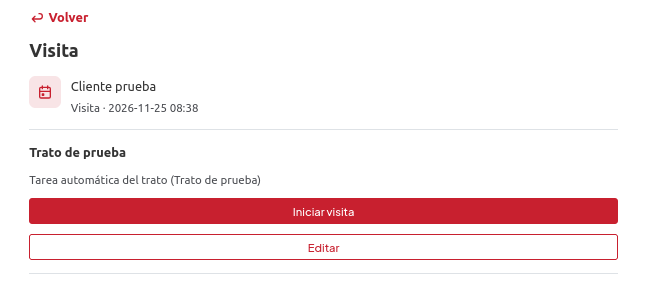 Volver
Visita
Cliente prueba
Visita · 2026-11-25 08:38
Trato de prueba
Tarea automática del trato (Trato de prueba)
Iniciar visita
Editar